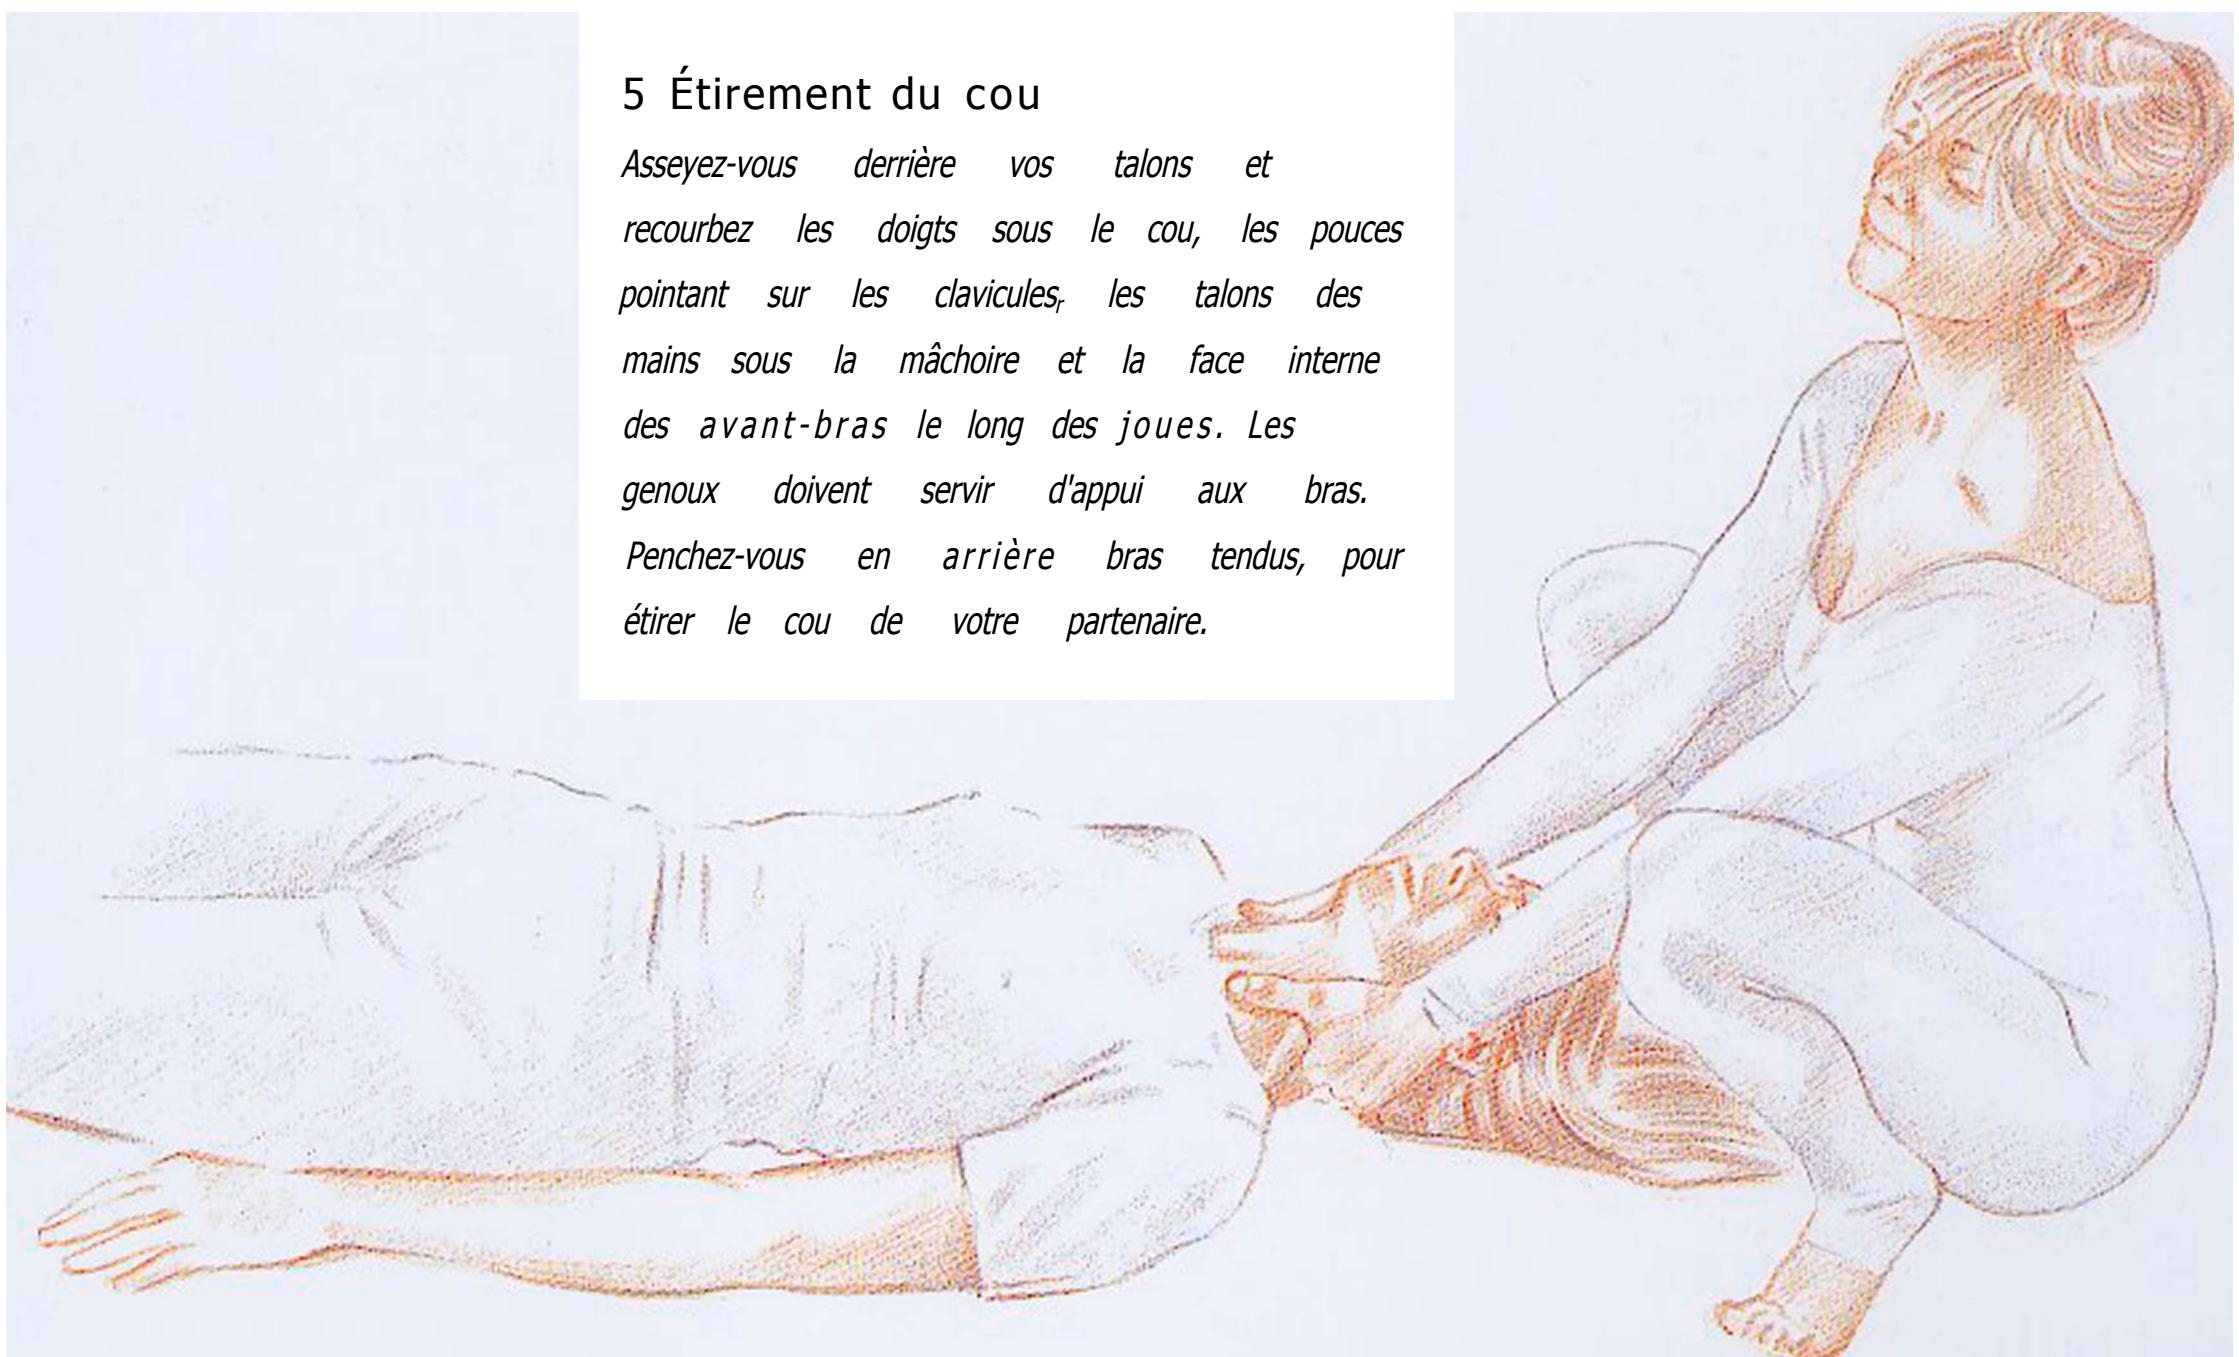 5 Étirement du cou
Asseyez-vous derrière vos talons et
recourbez les doigts sous le cou, les pouces
pointant sur les claviculesr les talons des
mains sous la mâchoire et la face interne
des avant-bras le long des joues. Les
genoux doivent servir d'appui aux bras.
Penchez-vous en arrière bras tendus, pour
étirer le cou de votre partenaire.